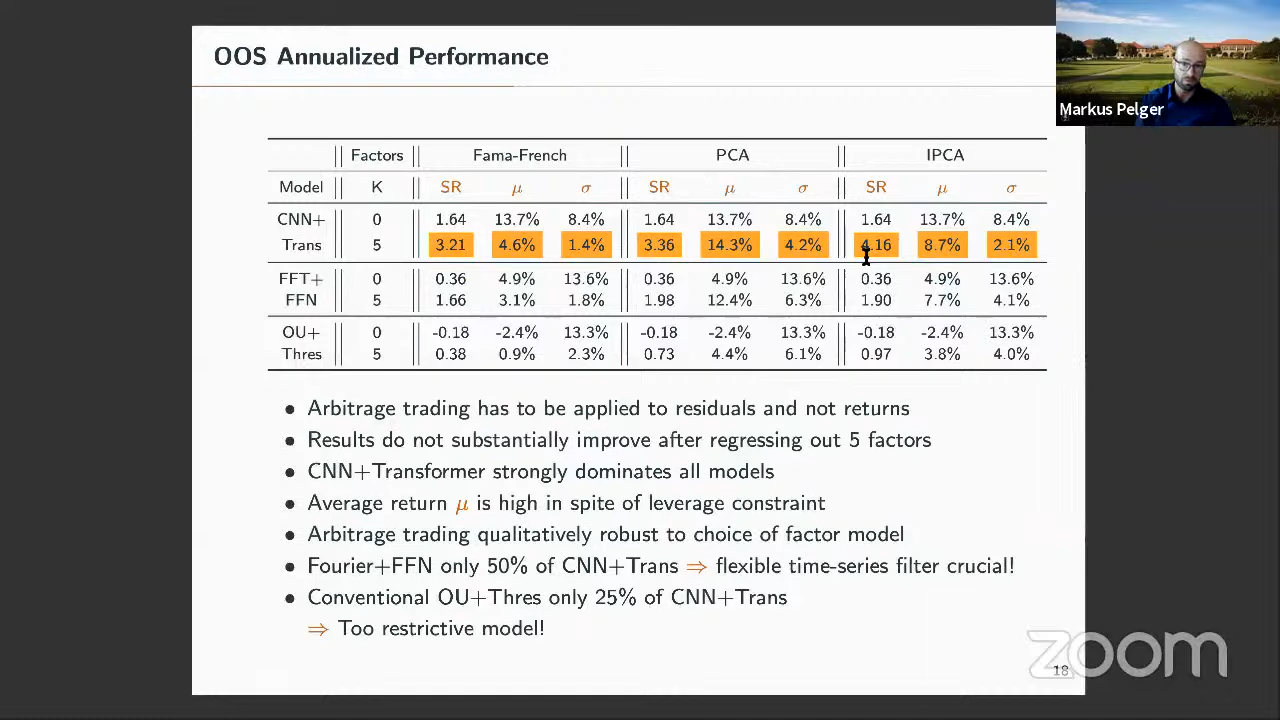 OOS Annualized Performance
Markus Pelger
Factors Fama-French PCA IPCA
Model K SR μ σ SR μ σ SR μ σ
CNN+ 0 1.64 13.7% 8.4% 1.64 13.7% 8.4% 1.64 13.7% 8.4%
Trans 5 3.21 4.6% 1.4% 3.36 14.3% 4.2% 4.16 8.7% 2.1%
FFT+ 0 0.36 4.9% 13.6% 0.36 4.9% 13.6% 0.36 4.9% 13.6%
FFN 5 1.66 3.1% 1.8% 1.98 12.4% 6.3% 1.90 7.7% 4.1%
OU+ 0 -0.18 -2.4% 13.3% -0.18 -2.4% 13.3% -0.18 -2.4% 13.3%
Thres 5 0.38 0.9% 2.3% 0.73 4.4% 6.1% 0.97 3.8% 4.0%
• Arbitrage trading has to be applied to residuals and not returns
• Results do not substantially improve after regressing out 5 factors
• CNN+Transformer strongly dominates all models
• Average return μ is high in spite of leverage constraint
• Arbitrage trading qualitatively robust to choice of factor model
• Fourier+FFN only 50% of CNN+Trans ⇒ flexible time-series filter crucial!
• Conventional OU+Thres only 25% of CNN+Trans
⇒ Too restrictive model!
zoom
18